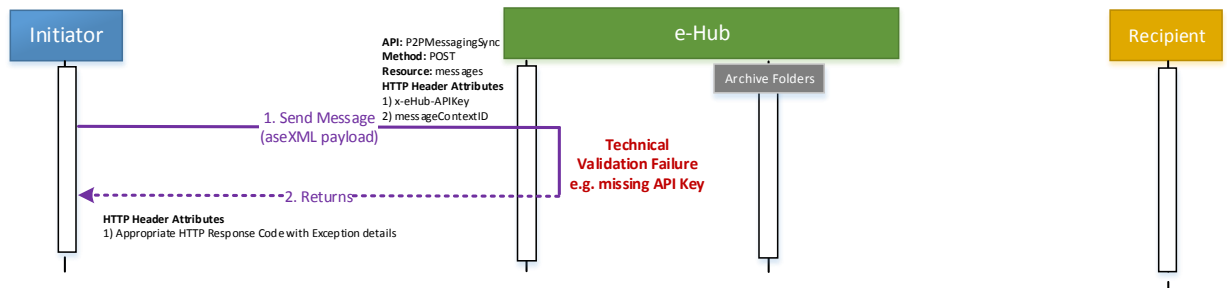 Initiator
e-Hub
Recipient
API: P2PMessagingSync
Method: POST
Resource: messages
HTTP Header Attributes
1) x-eHub-APIKey
2) messageContextID
Archive Folders
1. Send Message
(aseXML payload)
Technical
Validation Failure
e.g. missing API Key
2. Returns
HTTP Header Attributes
1) Appropriate HTTP Response Code with Exception details